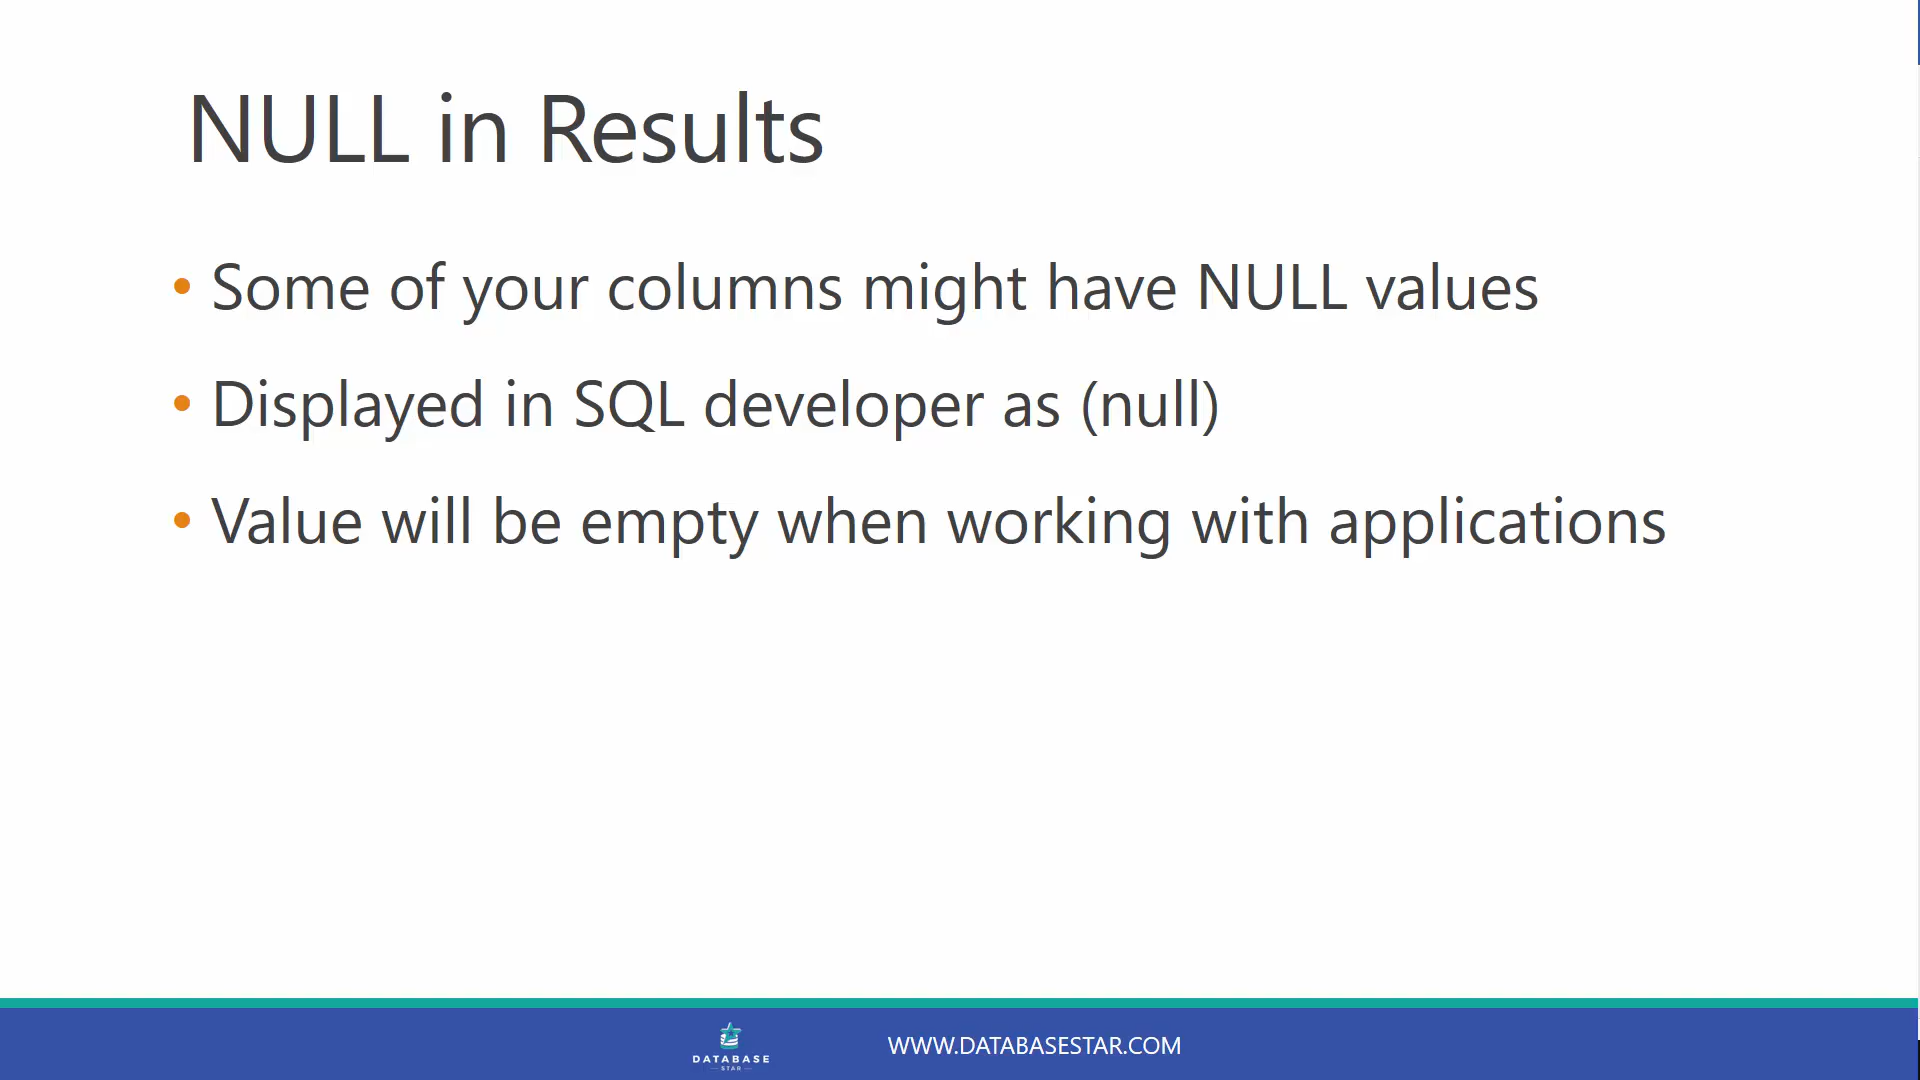 NULL in Results
• Some of your columns might have NULL values
• Displayed in SQL developer as (null)
• Value will be empty when working with applications
DATABASE
STAR
WWW.DATABASESTAR.COM